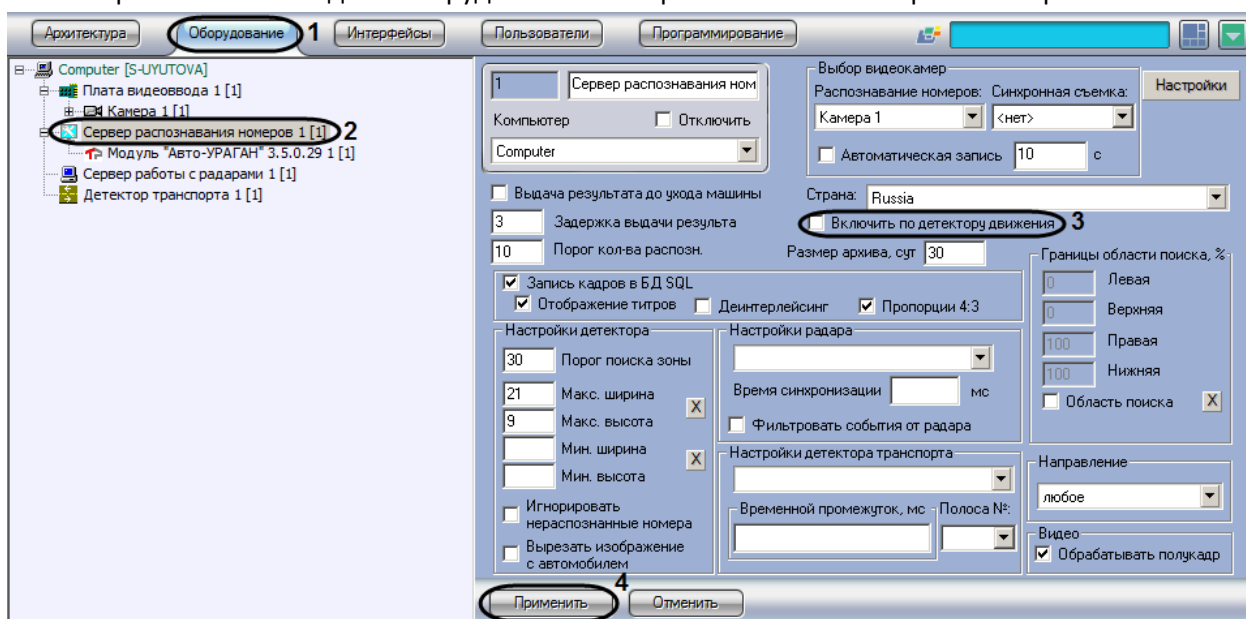 Архитектура
Оборудование
1
Интерфейсы
Пользователи
Программирование
Computer [S-UYUTOVA]
Плата видеоввода 1 [1]
Камера 1 [1]
Сервер распознавания номеров 1 [1]
2
Модуль "Авто-УРАГАН" 3.5.0.29 1 [1]
Сервер работы с радарами 1 [1]
Детектор транспорта 1 [1]
1
Сервер распознавания ном
Компьютер
Отключить
Computer
Выбор видеокамер
Распознавание номеров:
Синхронная съемка:
Камера 1
<нет>
Автоматическая запись
10
с
Настройки
Выдача результата до ухода машины
3
Задержка выдачи результа
10
Порог кол-ва распозн.
Страна:
Russia
Включить по детектору движения
3
Размер архива, сут
30
Запись кадров в БД SQL
Отображение титров
Деинтерлейсинг
Пропорции 4:3
Границы области поиска, %
0
Левая
0
Верхняя
100
Правая
100
Нижняя
Область поиска
X
Настройки детектора
30
Порог поиска зоны
21
Макс. ширина
X
9
Макс. высота
Мин. ширина
X
Мин. высота
Игнорировать
нераспознанные номера
Вырезать изображение
с автомобилем
Настройки радара
Время синхронизации
мс
Фильтровать события от радара
Настройки детектора транспорта
Временной промежуток, мс
Полоса №:
Направление
любое
Видео
Обрабатывать полукадр
4
Применить
Отменить